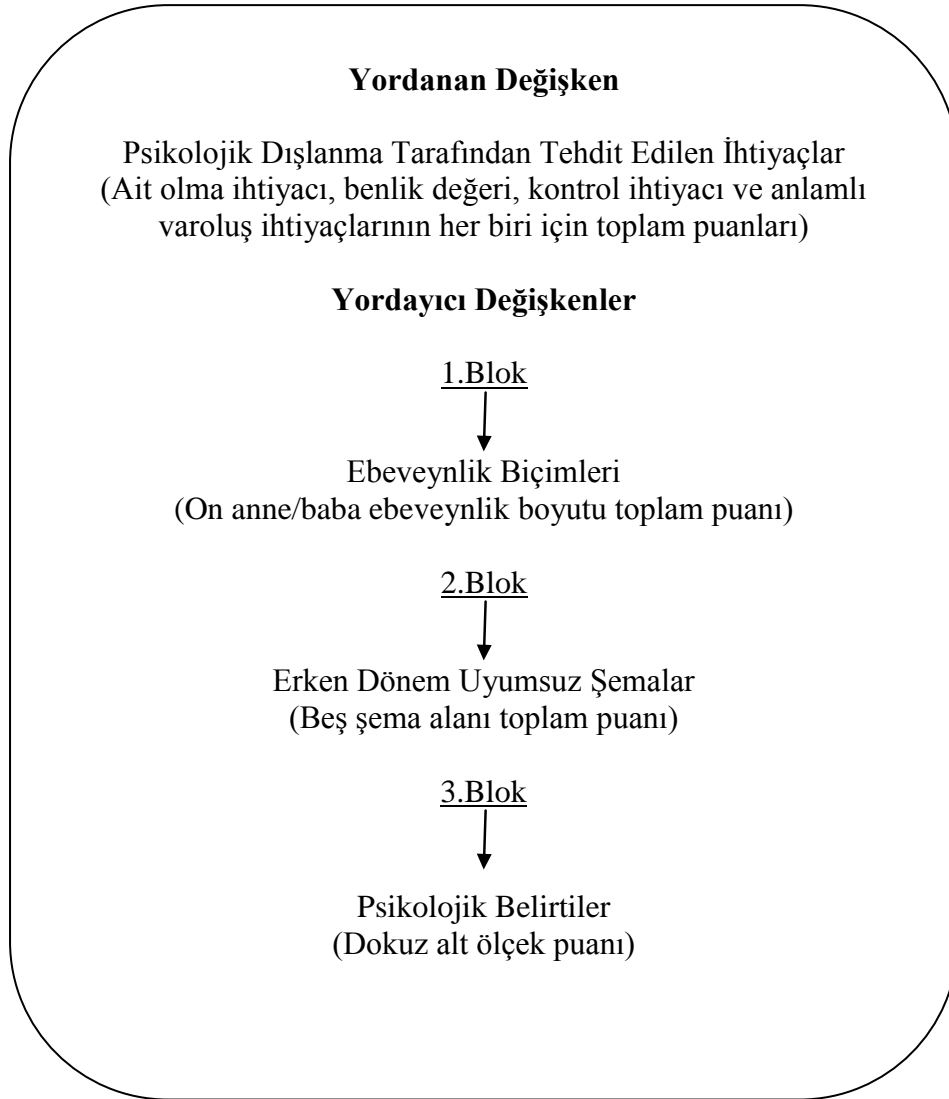 Yordanan Değişken
Psikolojik Dışlanma Tarafından Tehdit Edilen İhtiyaçlar
(Ait olma ihtiyacı, benlik değeri, kontrol ihtiyacı ve anlamlı
varoluş ihtiyaçlarının her biri için toplam puanları)
Yordayıcı Değişkenler
1.Blok
Ebeveynlik Biçimleri
(On anne/baba ebeveynlik boyutu toplam puanı)
2.Blok
Erken Dönem Uyumsuz Şemalar
(Beş şema alanı toplam puanı)
3.Blok
Psikolojik Belirtiler
(Dokuz alt ölçek puanı)